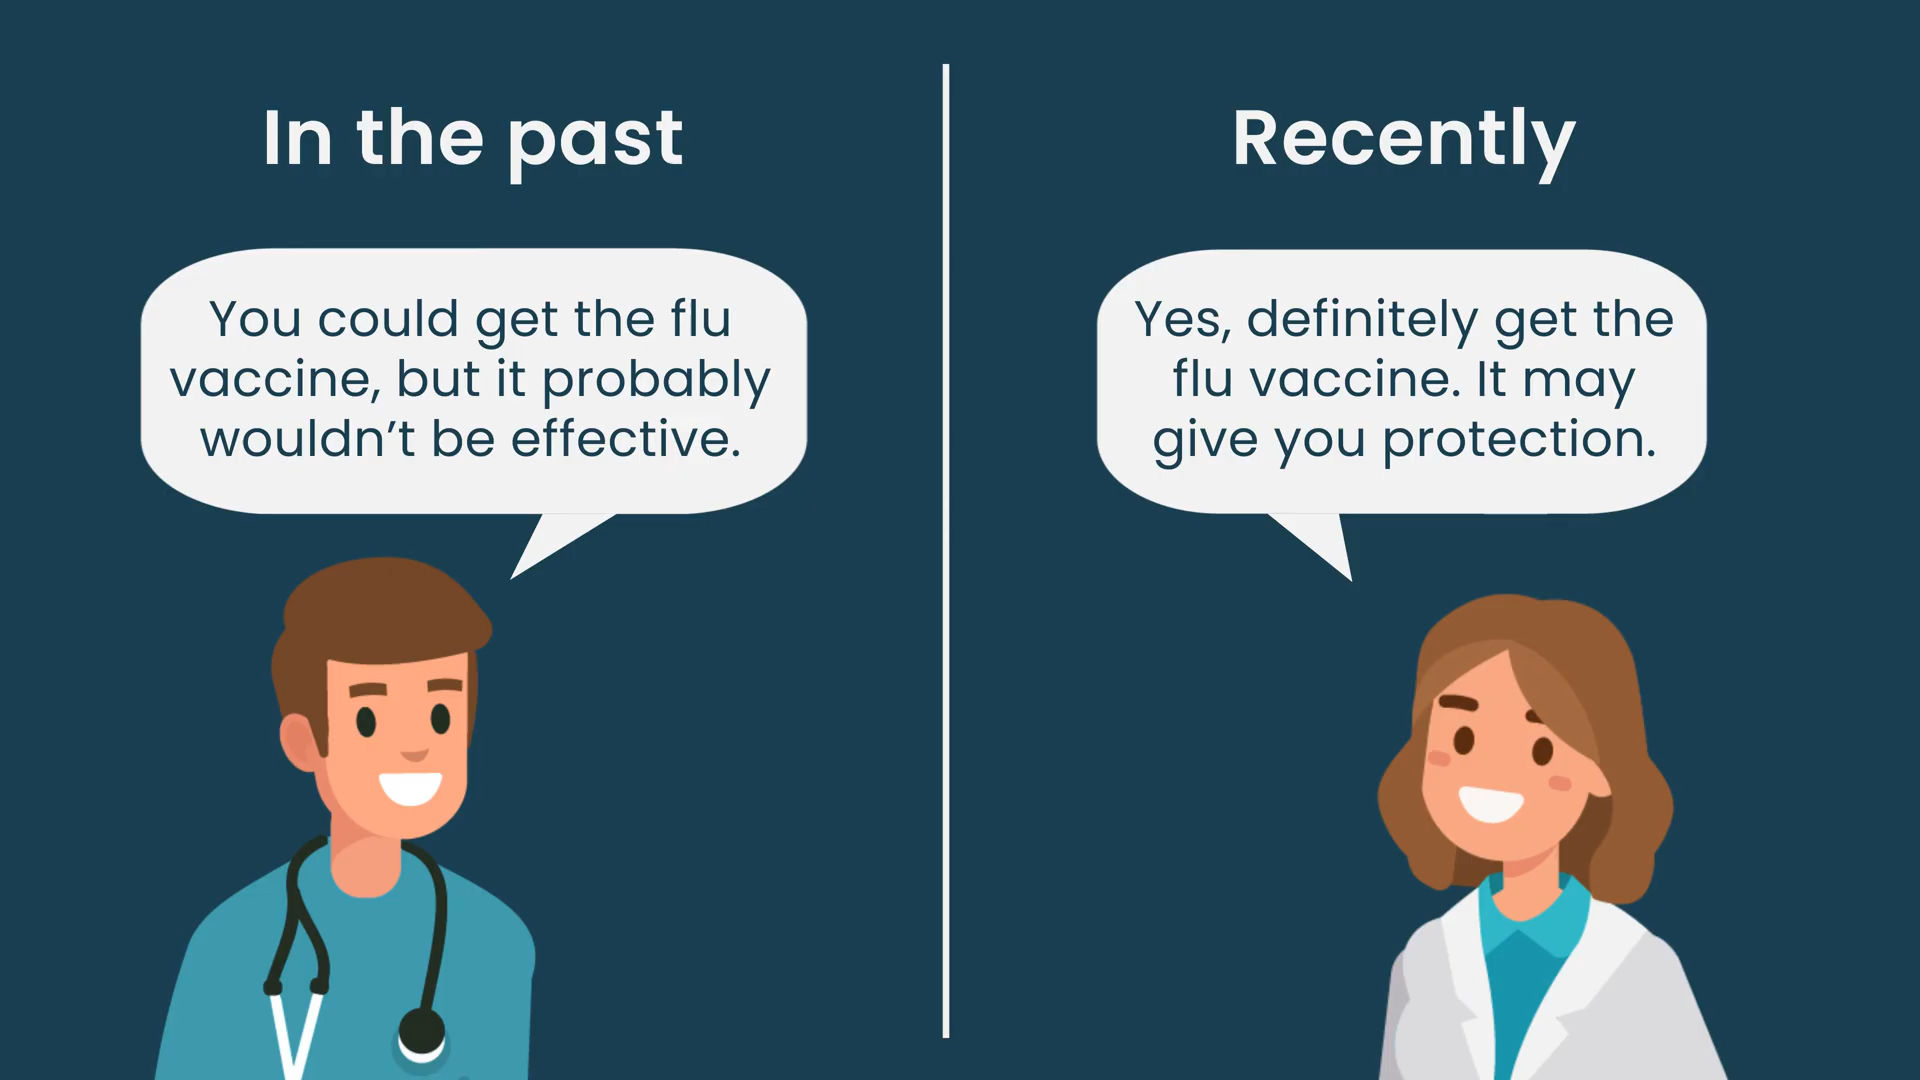 In the past
You could get the flu
vaccine, but it probably
wouldn’t be effective.
Recently
Yes, definitely get the
flu vaccine. It may
give you protection.